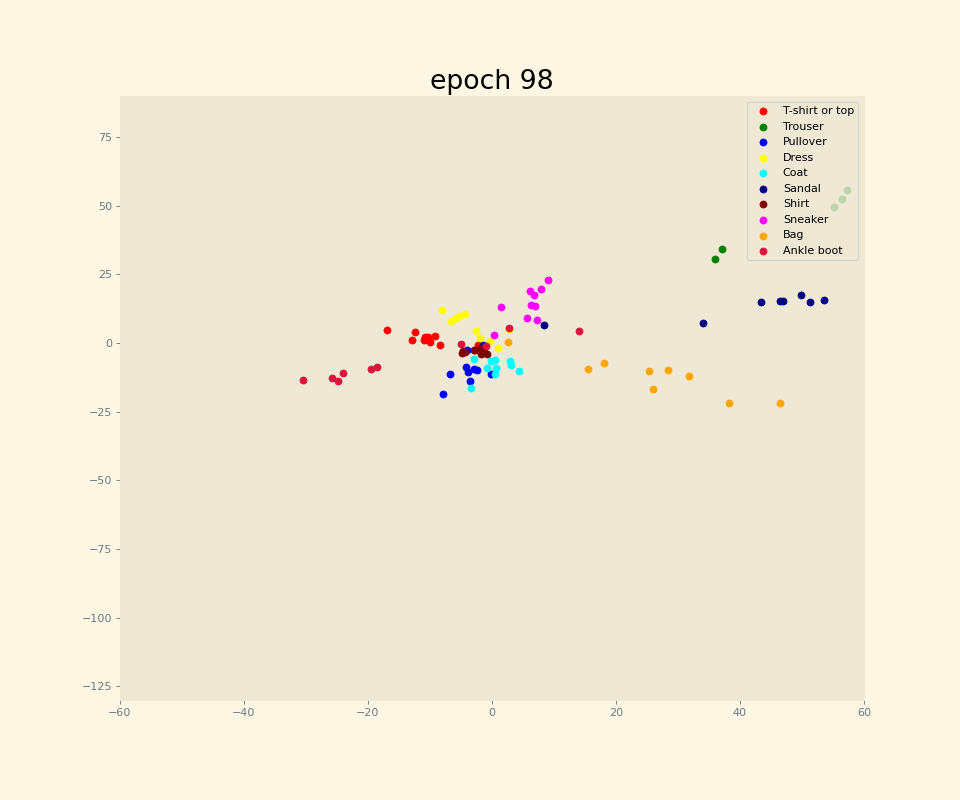 epoch 98
75
50
25
0
−25
−50
−75
−100
−125
−60
−40
−20
0
20
40
60
T-shirt or top
Trouser
Pullover
Dress
Coat
Sandal
Shirt
Sneaker
Bag
Ankle boot